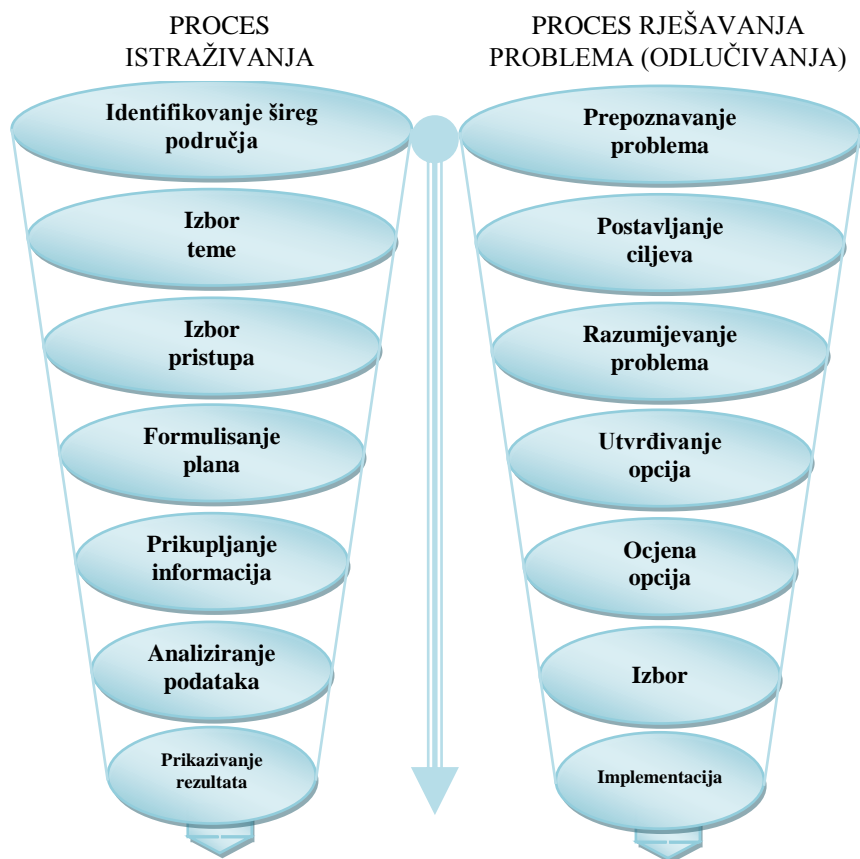 PROCES
ISTRAŽIVANJA
Identifikovanje šireg
područja
Izbor
teme
Izbor
pristupa
Formulisanje
plana
Prikupljanje
informacija
Analiziranje
podataka
Prikazivanje
rezultata
PROCES RJEŠAVANJA
PROBLEMA (ODLUČIVANJA)
Prepoznavanje
problema
Postavljanje
ciljeva
Razumijevanje
problema
Utvrđivanje
opcija
Ocjena
opcija
Izbor
Implementacija